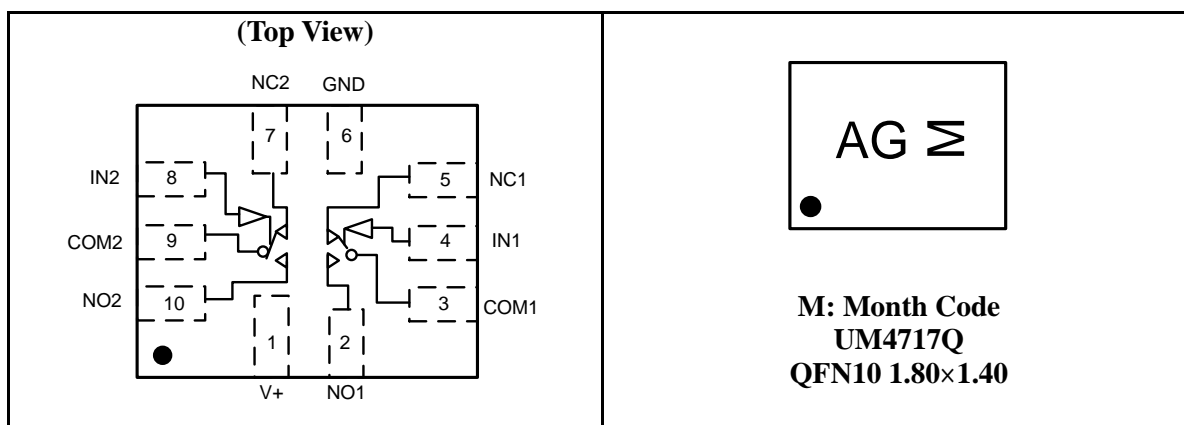 (Top View)
NC2 GND
7 6
IN2 8 5 NC1
COM2 9 4 IN1
NO2 10 3 COM1
1 2
V+ NO1
AG M
M: Month Code
UM4717Q
QFN10 1.80×1.40